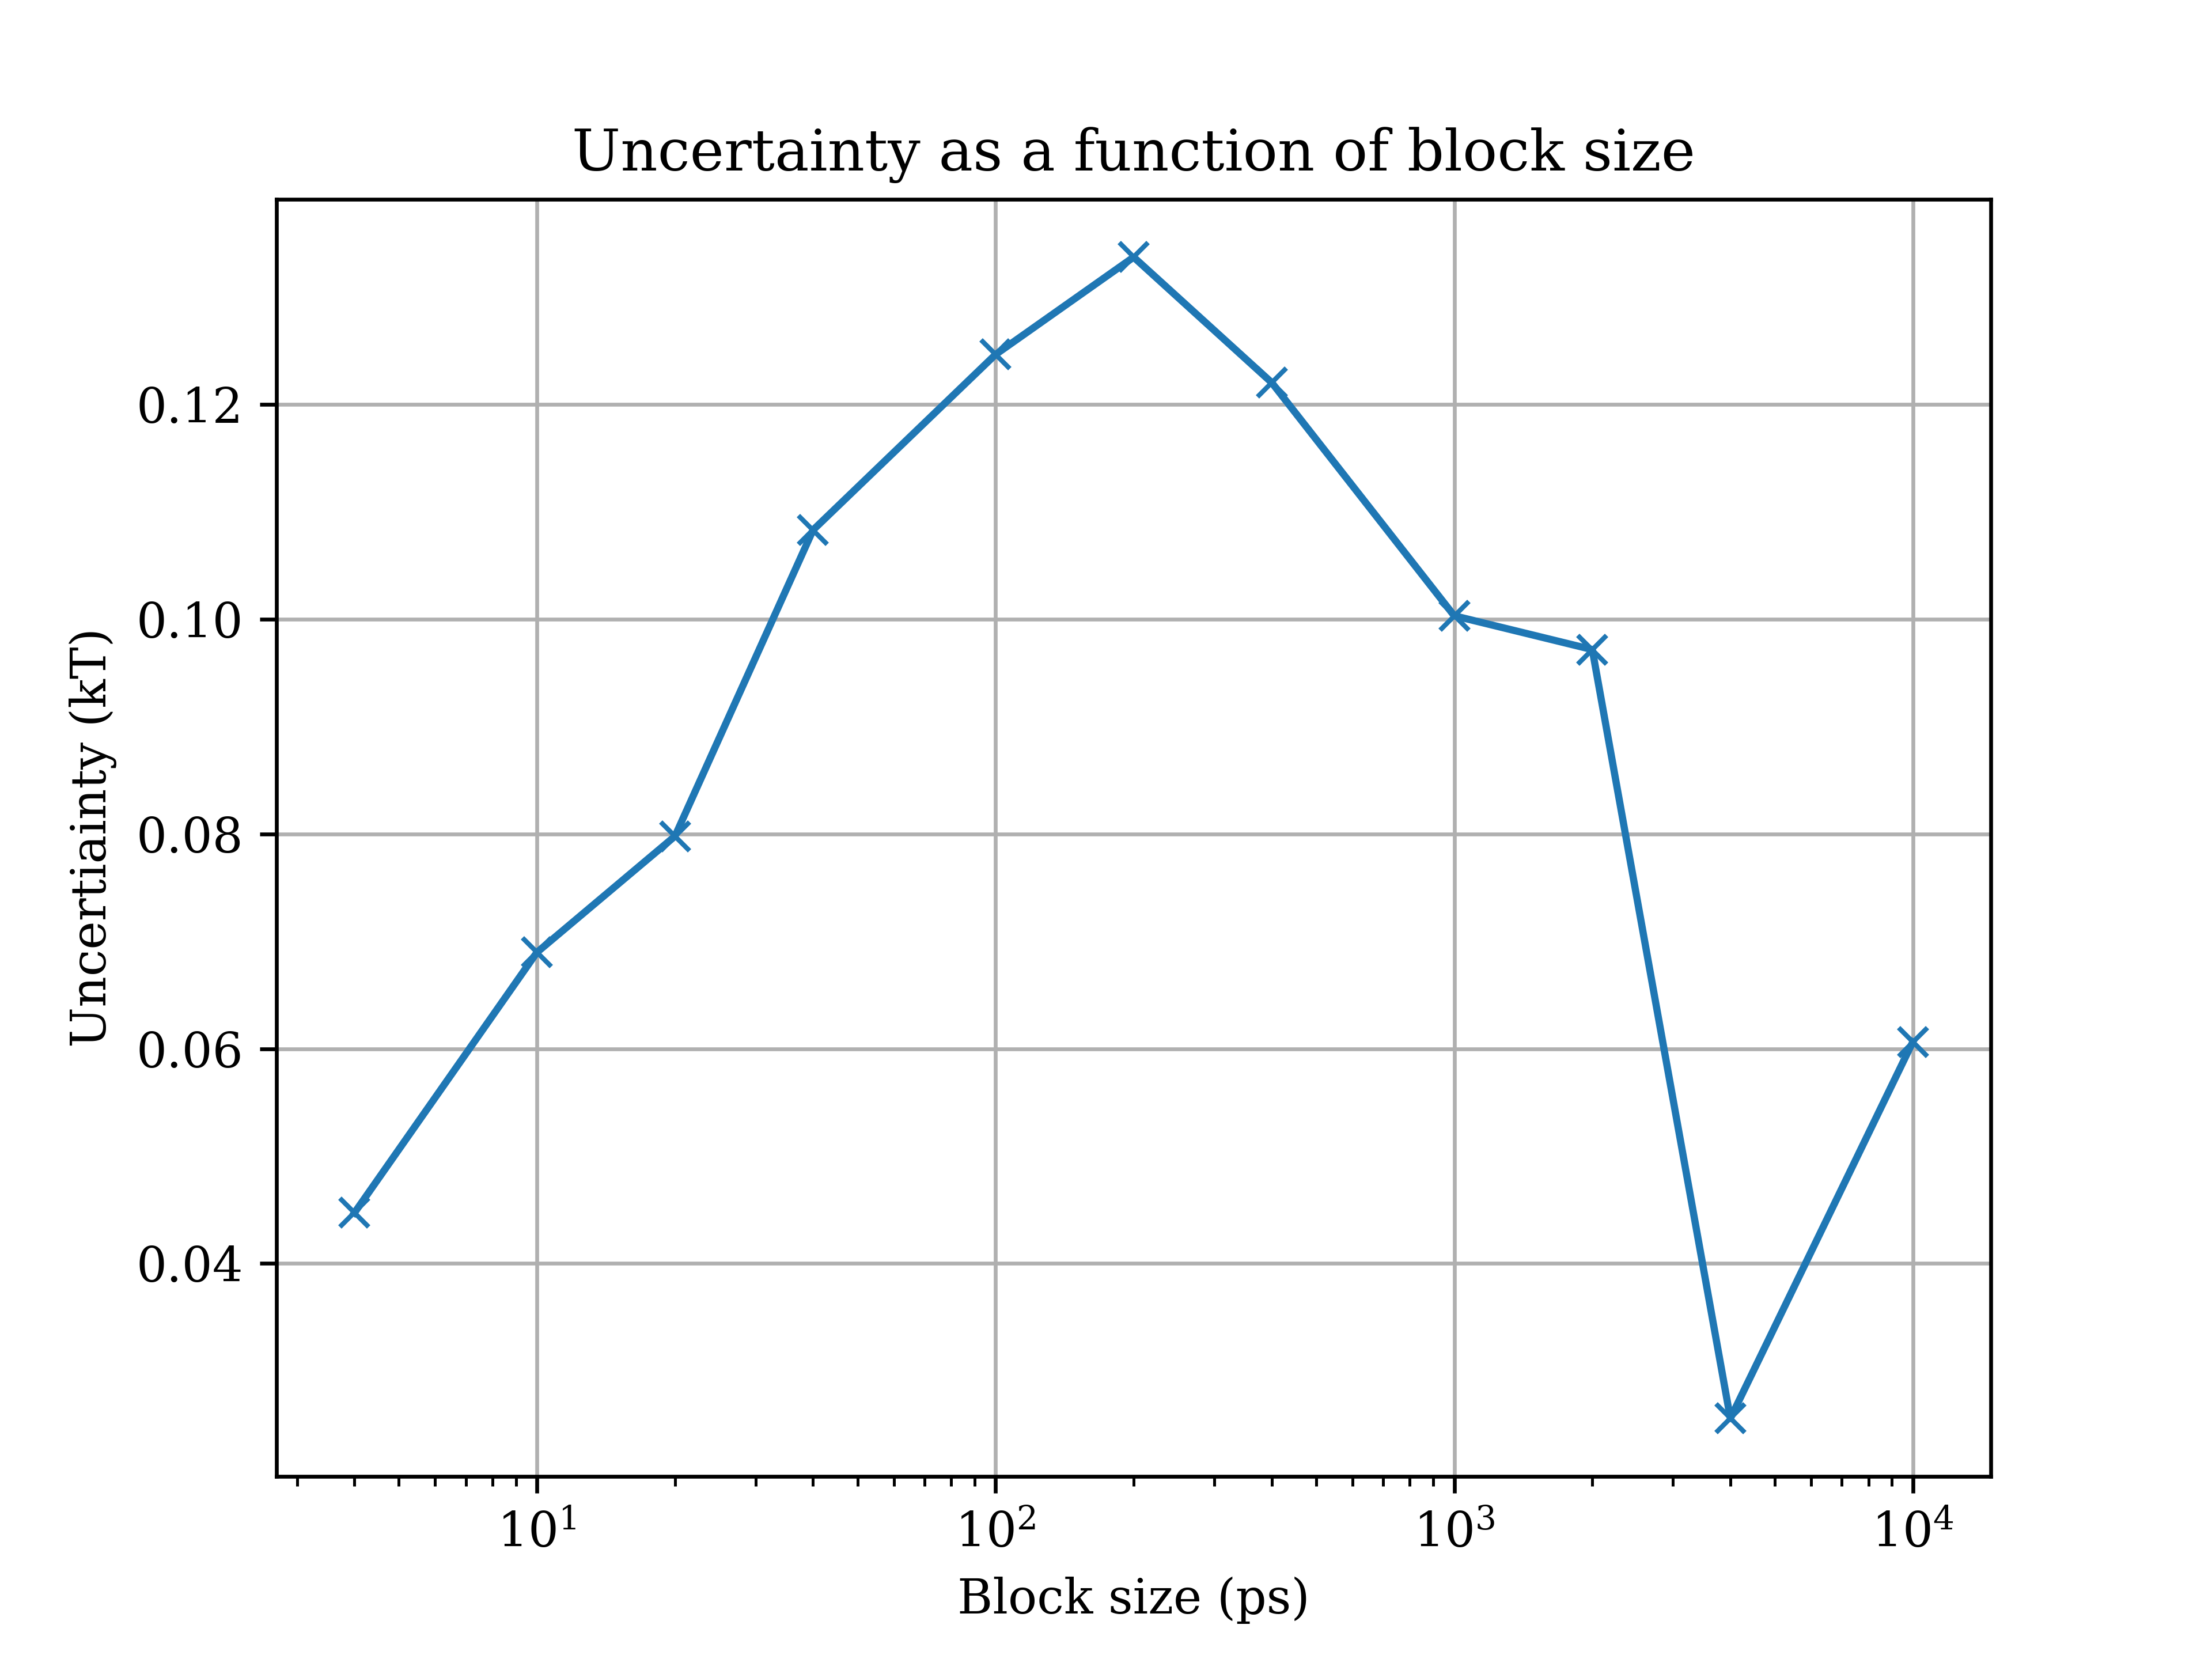 Uncertainty as a function of block size
0.12
0.10
0.08
0.06
0.04
Uncertiainty (kT)
10¹ 10² 10³ 10⁴
Block size (ps)